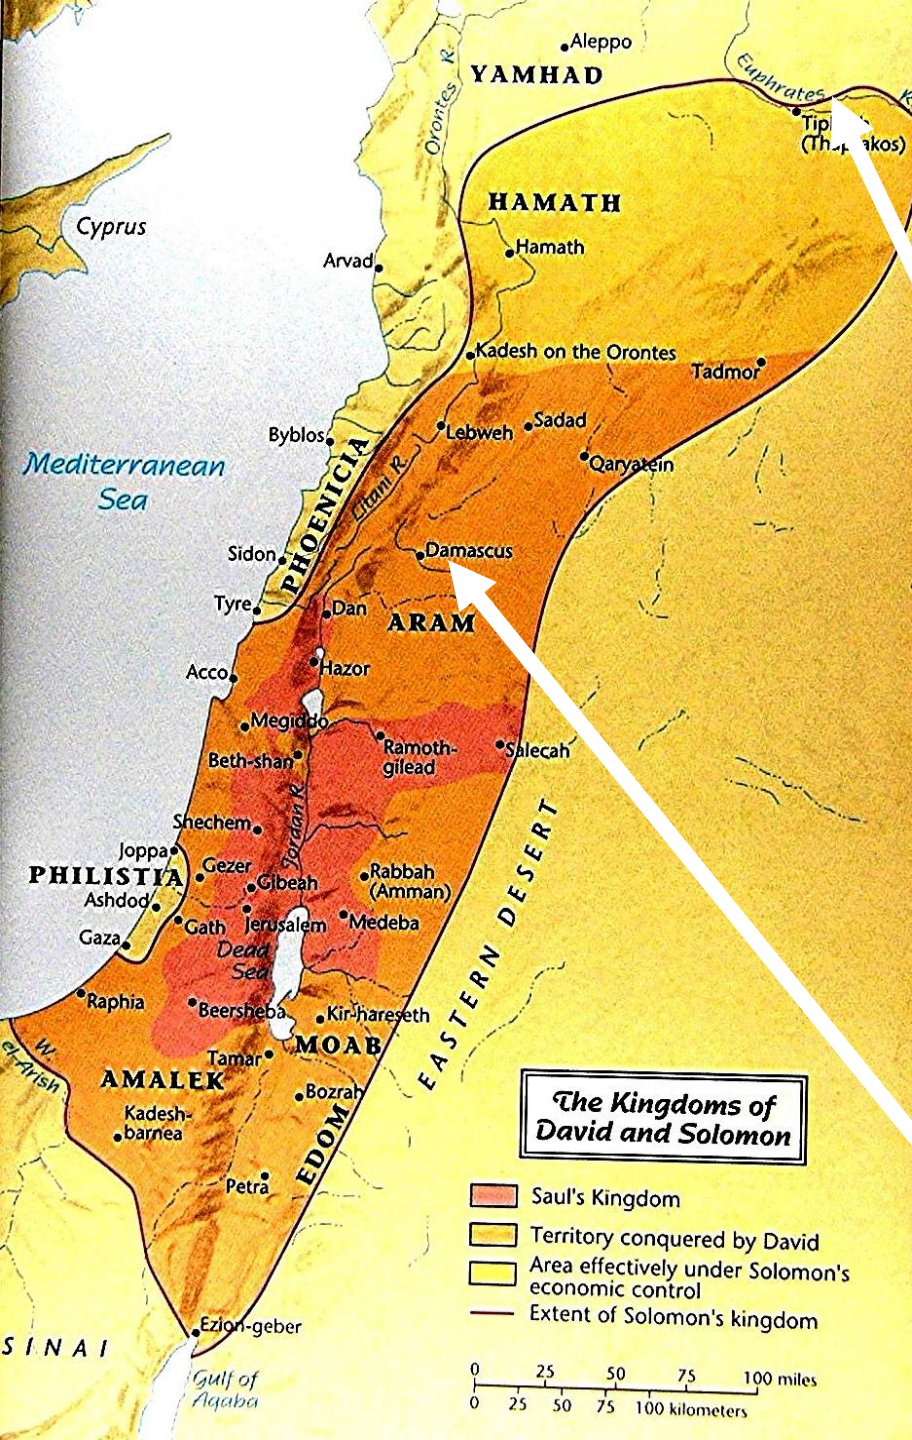 Aleppo
YAMHAD
Orontes R.
Euphrates
R.
(Thapsakos)
HAMATH
Hamath
Cyprus
Arvad
Kadesh on the Orontes
Tadmor
Byblos
Lebweh
Sadad
Qaryatein
Mediterranean
Sea
PHOENICIA
Litani R.
Sidon
Damascus
Tyre
Dan
ARAM
Acco
Hazor
Megiddo
Beth-shan
Ramoth-
gilead
Salecah
Jordan R.
Shechem
Joppa
PHILISTIA
Gezer
Gibeah
Rabbah
(Amman)
Ashdod
Gath
Jerusalem
Medeba
Gaza
Dead
Sea
EASTERN DESERT
Raphia
Beersheba
Kir-hareseth
MOAB
W.
el-Arish
Tamar
AMALEK
Bozrah
Kadesh-
barnea
EDOM
Petra
Ezion-geber
SINAI
Gulf of
Aqaba
The Kingdoms of
David and Solomon
Saul's Kingdom
Territory conquered by David
Area effectively under Solomon's
economic control
Extent of Solomon's kingdom
0 25 50 75 100 miles
0 25 50 75 100 kilometers